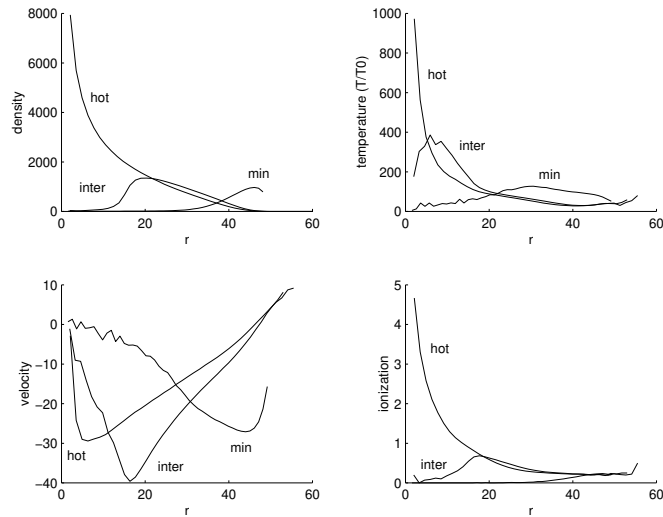 8000
6000
4000
2000
0
density
hot
inter
min
0
20
40
60
r
1000
800
600
400
200
0
temperature (T/T0)
hot
inter
min
0
20
40
60
r
10
0
−10
−20
−30
−40
velocity
hot
inter
min
0
20
40
60
r
5
4
3
2
1
0
ionization
hot
inter
0
20
40
60
r